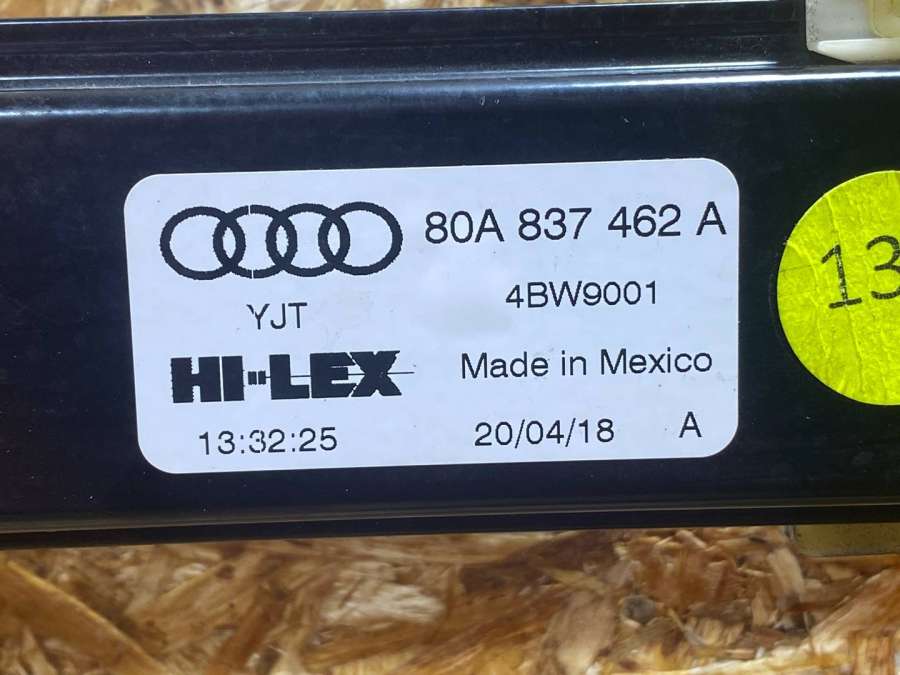 80A 837 462 A
YJT
4BW9001
HI-LEX
Made in Mexico
13:32:25
20/04/18
A
13